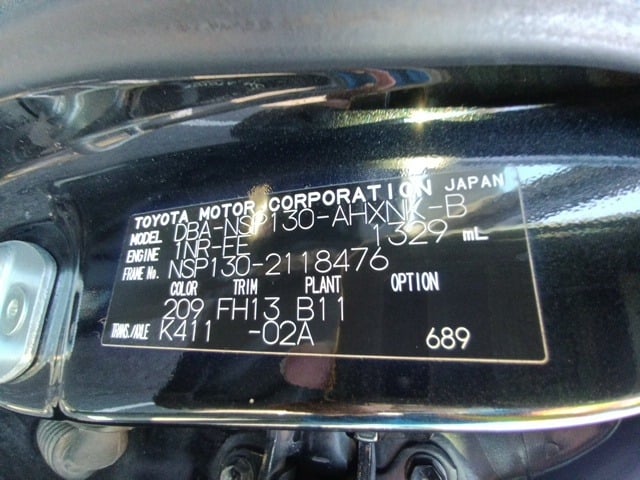 TOYOTA MOTOR CORPORATION JAPAN
MODEL DBA-NSP130-AHXNK-B
ENGINE 1NR-FE 1329 mL
FRAME No. NSP130-2118476
COLOR TRIM PLANT OPTION
209 FH13 B11
TRANS./AXLE K411 -02A 689